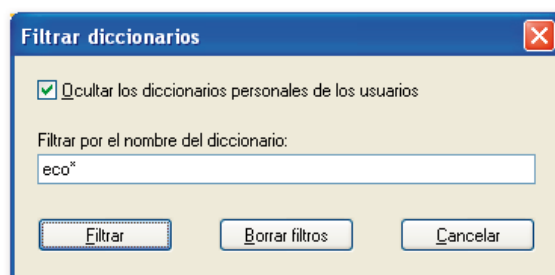 Filtrar diccionarios
Ocultar los diccionarios personales de los usuarios
Filtrar por el nombre del diccionario:
eco*
Filtrar Borrar filtros Cancelar